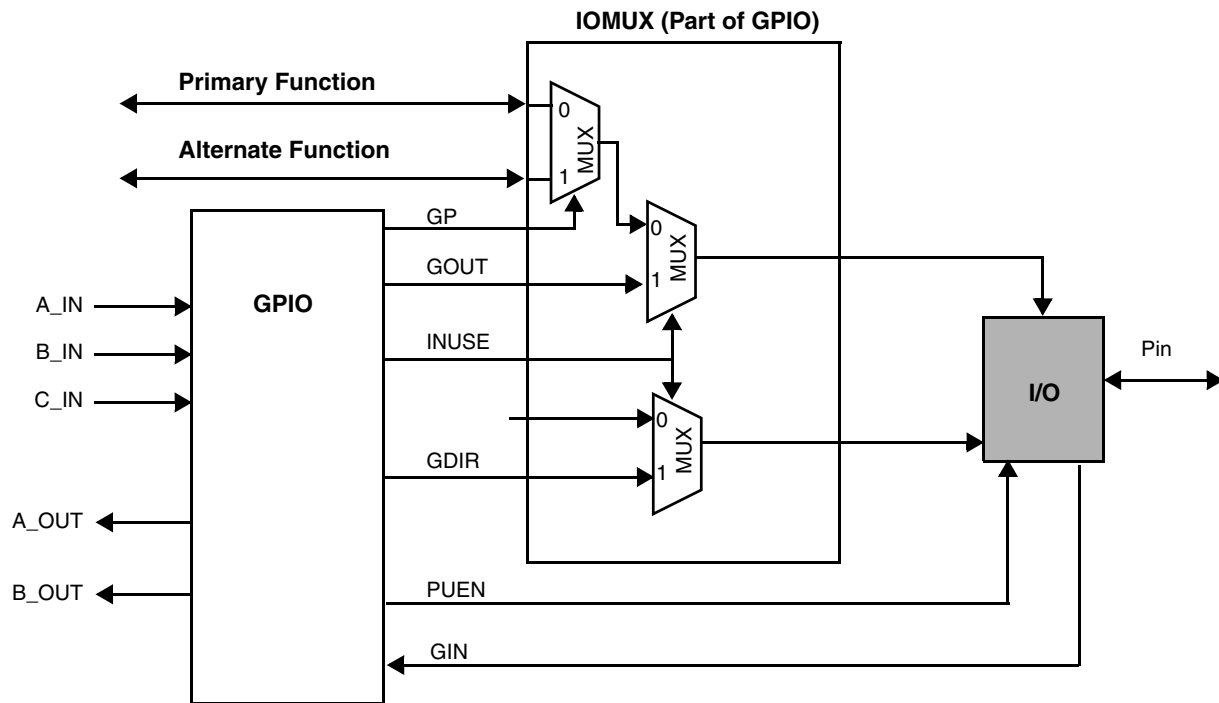 IOMUX (Part of GPIO)
Primary Function
0
MUX
Alternate Function
1
GP
0
MUX
GOUT
1
A_IN
GPIO
B_IN
INUSE
Pin
I/O
C_IN
0
MUX
GDIR
1
A_OUT
B_OUT
PUEN
GIN